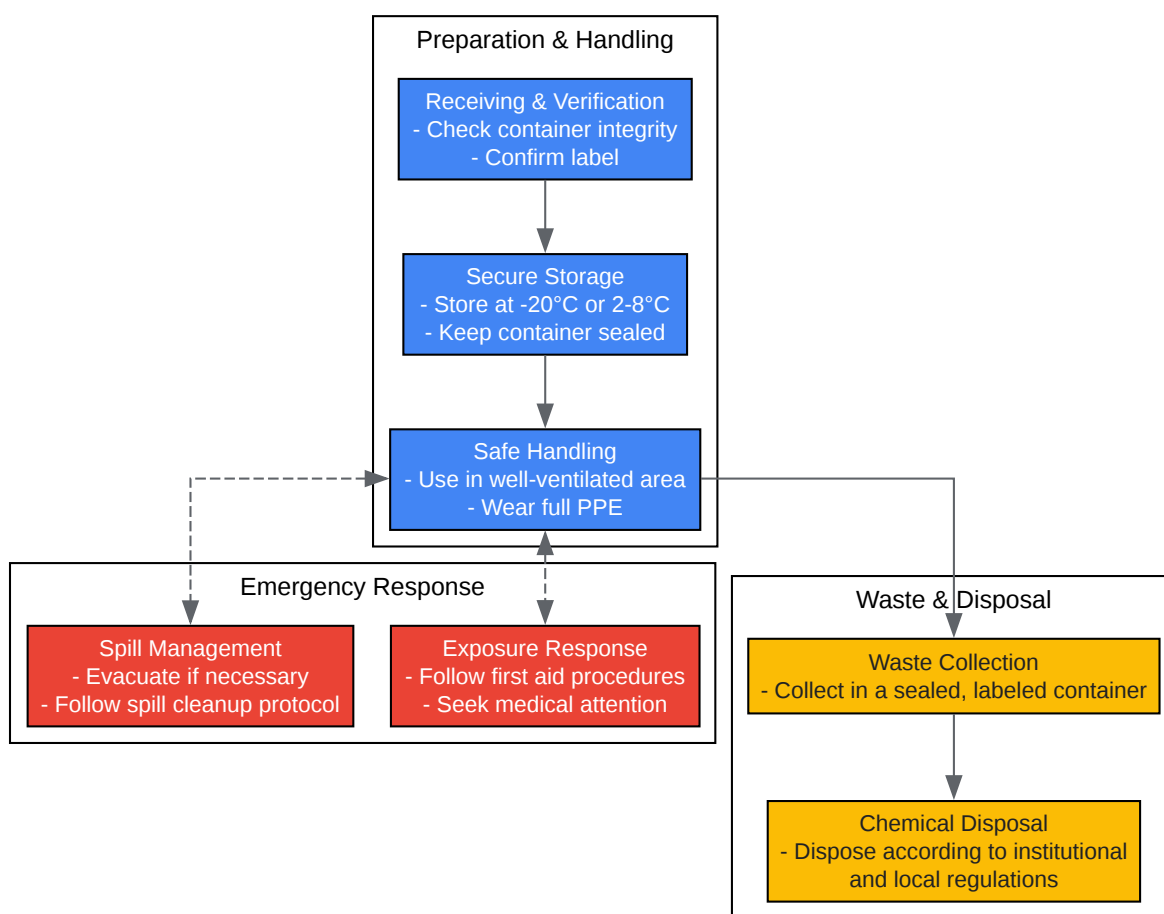 Preparation & Handling
Receiving & Verification
- Check container integrity
- Confirm label
Secure Storage
- Store at -20°C or 2-8°C
- Keep container sealed
Safe Handling
- Use in well-ventilated area
- Wear full PPE
Emergency Response
Spill Management
- Evacuate if necessary
- Follow spill cleanup protocol
Exposure Response
- Follow first aid procedures
- Seek medical attention
Waste & Disposal
Waste Collection
- Collect in a sealed, labeled container
Chemical Disposal
- Dispose according to institutional
and local regulations